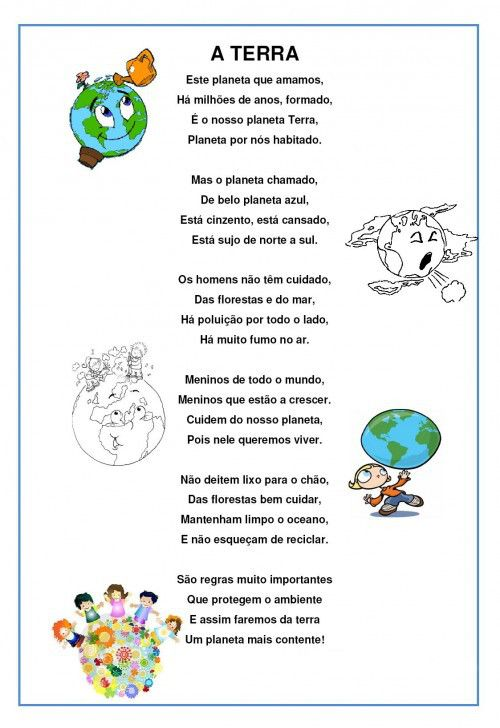 A TERRA
Este planeta que amamos,
Há milhões de anos, formado,
É o nosso planeta Terra,
Planeta por nós habitado.
Mas o planeta chamado,
De belo planeta azul,
Está cinzento, está cansado,
Está sujo de norte a sul.
Os homens não têm cuidado,
Das florestas e do mar,
Há poluição por todo o lado,
Há muito fumo no ar.
Meninos de todo o mundo,
Meninos que estão a crescer.
Cuidem do nosso planeta,
Pois nele queremos viver.
Não deitem lixo para o chão,
Das florestas bem cuidar,
Mantenham limpo o oceano,
E não esqueçam de reciclar.
São regras muito importantes
Que protegem o ambiente
E assim faremos da terra
Um planeta mais contente!